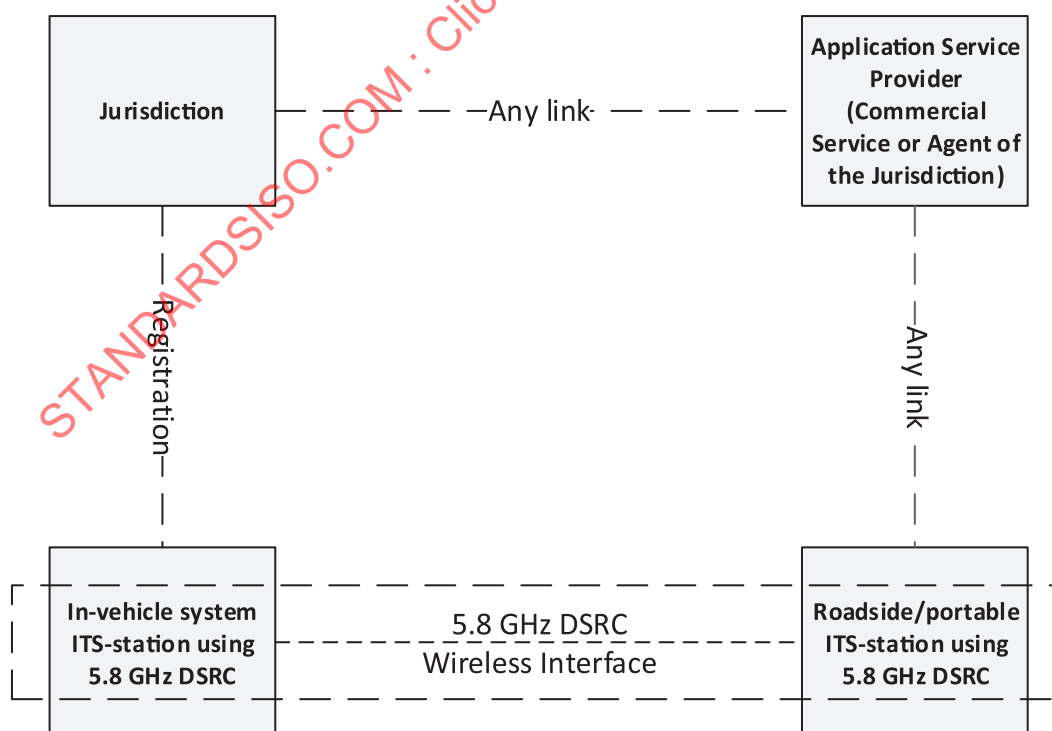 Jurisdiction
Any link
Application Service
Provider
(Commercial
Service or Agent of
the Jurisdiction)
STANDARDSISO.COM : Clic
Registration
Any link
In-vehicle system
ITS-station using
5.8 GHz DSRC
5.8 GHz DSRC
Wireless Interface
Roadside/portable
ITS-station using
5.8 GHz DSRC